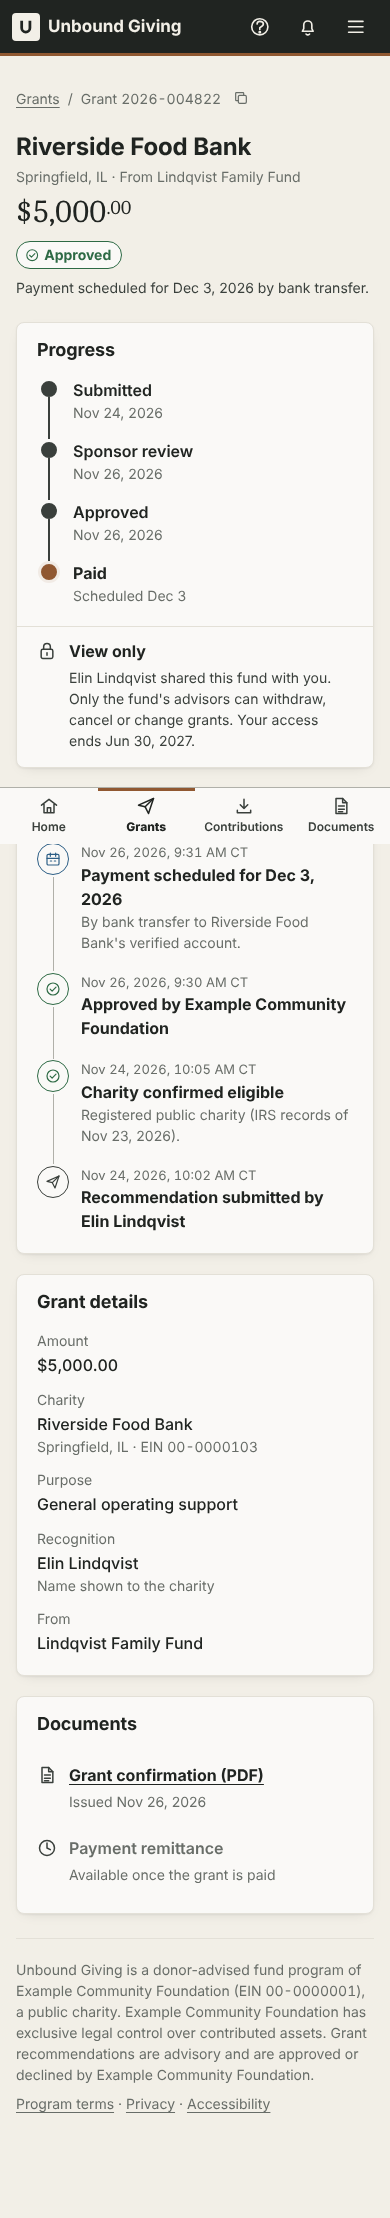 U Unbound Giving
Grants / Grant 2026-004822
Riverside Food Bank
Springfield, IL · From Lindqvist Family Fund
$5,000.00
Approved
Payment scheduled for Dec 3, 2026 by bank transfer.
Progress
Submitted
Nov 24, 2026
Sponsor review
Nov 26, 2026
Approved
Nov 26, 2026
Paid
Scheduled Dec 3
View only
Elin Lindqvist shared this fund with you.
Only the fund's advisors can withdraw,
cancel or change grants. Your access
ends Jun 30, 2027.
Home Grants Contributions Documents
Nov 26, 2026, 9:31 AM CT
Payment scheduled for Dec 3,
2026
By bank transfer to Riverside Food
Bank's verified account.
Nov 26, 2026, 9:30 AM CT
Approved by Example Community
Foundation
Nov 24, 2026, 10:05 AM CT
Charity confirmed eligible
Registered public charity (IRS records of
Nov 23, 2026).
Nov 24, 2026, 10:02 AM CT
Recommendation submitted by
Elin Lindqvist
Grant details
Amount
$5,000.00
Charity
Riverside Food Bank
Springfield, IL · EIN 00-0000103
Purpose
General operating support
Recognition
Elin Lindqvist
Name shown to the charity
From
Lindqvist Family Fund
Documents
Grant confirmation (PDF)
Issued Nov 26, 2026
Payment remittance
Available once the grant is paid
Unbound Giving is a donor-advised fund program of
Example Community Foundation (EIN 00-0000001),
a public charity. Example Community Foundation has
exclusive legal control over contributed assets. Grant
recommendations are advisory and are approved or
declined by Example Community Foundation.
Program terms · Privacy · Accessibility